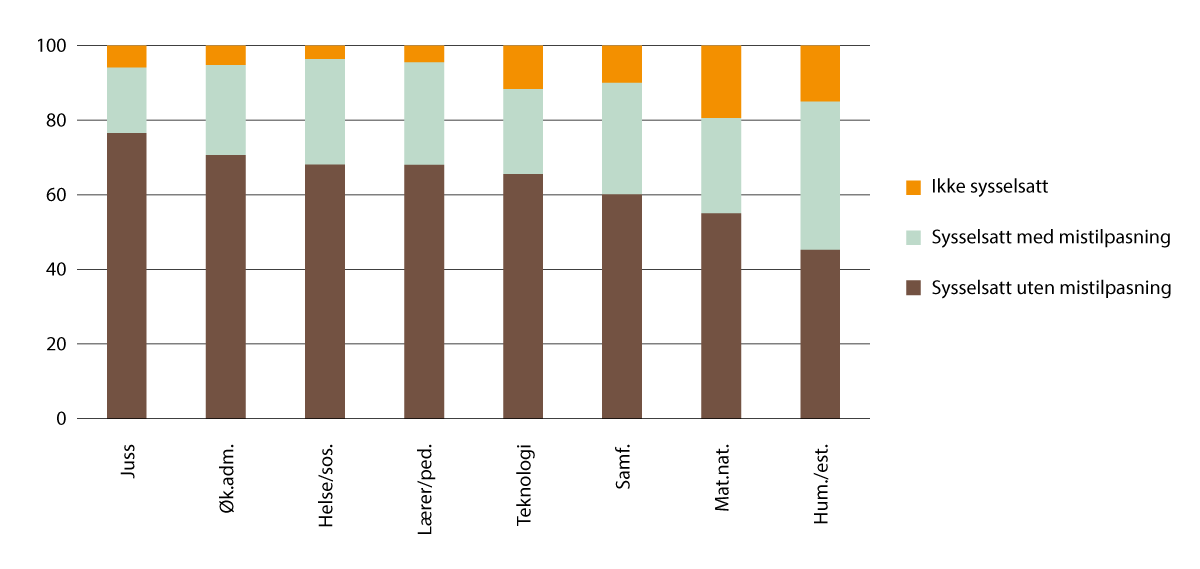 100
80
60
40
20
0
Juss
Øk.adm.
Helse/sos.
Lærer/ped.
Teknologi
Samf.
Mat.nat.
Hum./est.
Ikke sysselsatt
Sysselsatt med mistilpasning
Sysselsatt uten mistilpasning